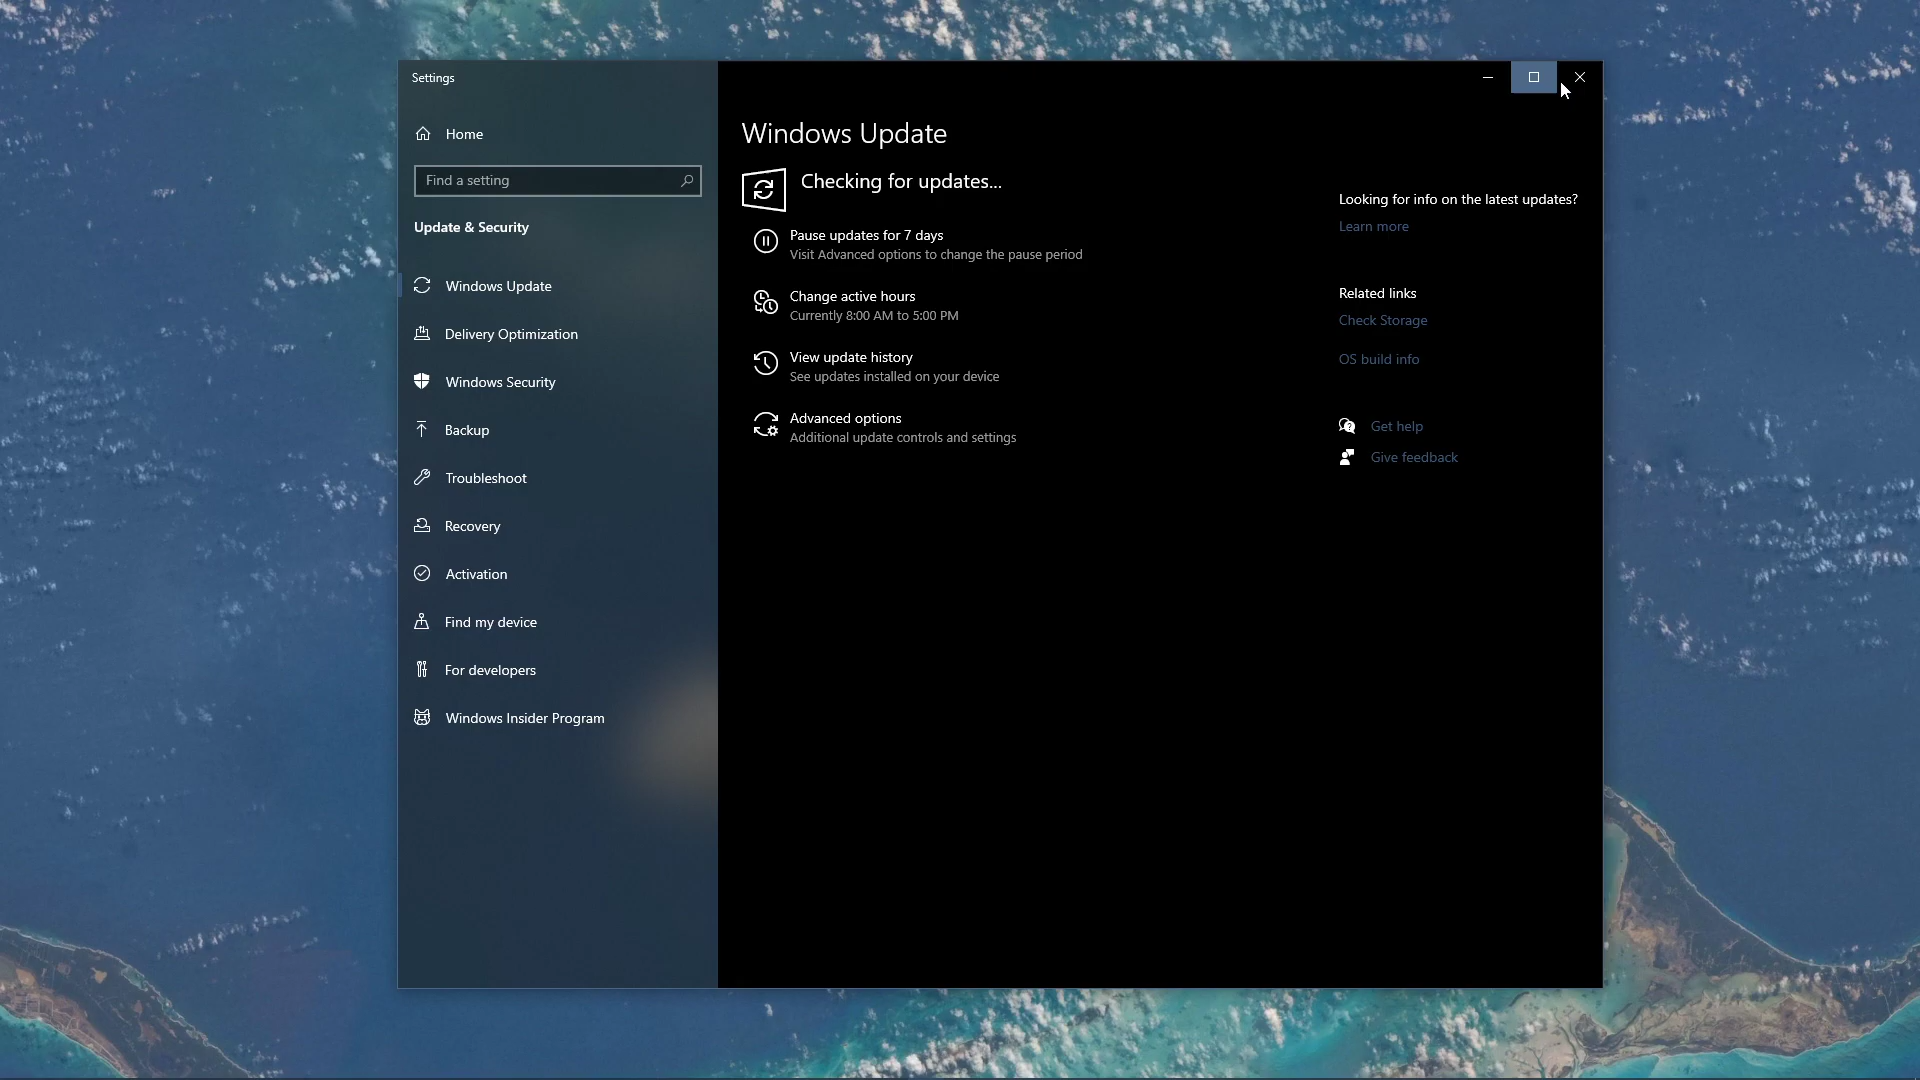 Settings
Home
Find a setting
Update & Security
Windows Update
Delivery Optimization
Windows Security
Backup
Troubleshoot
Recovery
Activation
Find my device
For developers
Windows Insider Program
Windows Update
Checking for updates...
Pause updates for 7 days
Visit Advanced options to change the pause period
Change active hours
Currently 8:00 AM to 5:00 PM
View update history
See updates installed on your device
Advanced options
Additional update controls and settings
Looking for info on the latest updates?
Learn more
Related links
Check Storage
OS build info
Get help
Give feedback